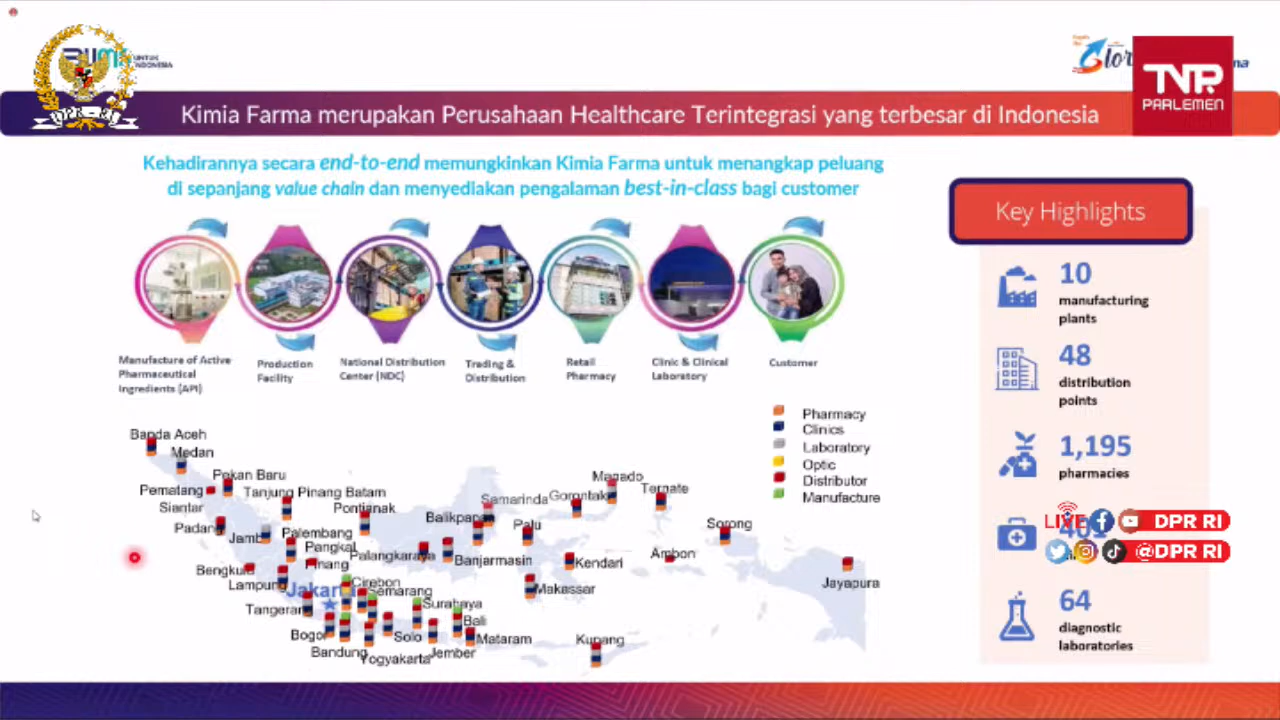 UNTUK
INDONESIA
DPR-RI
TVR
PARLEMEN
Kimia Farma merupakan Perusahaan Healthcare Terintegrasi yang terbesar di Indonesia
Kehadirannya secara end-to-end memungkinkan Kimia Farma untuk menangkap peluang
di sepanjang value chain dan menyediakan pengalaman best-in-class bagi customer
Manufacture of Active
Pharmaceutical
Ingredients (API)
Production
Facility
National Distribution
Center (NDC)
Trading &
Distribution
Retail
Pharmacy
Clinic & Clinical
Laboratory
Customer
Key Highlights
10
manufacturing
plants
48
distribution
points
1,195
pharmacies
LIVE
DPR RI
@DPR RI
64
diagnostic
laboratories
Pharmacy
Clinics
Laboratory
Optic
Distributor
Manufacture
Banda Aceh
Medan
Pekan Baru
Pematang
Siantar
Tanjung Pinang Batam
Pontianak
Padang
Jambi
Palembang
Pangkal
Pinang
Palangkaraya
Balikpapan
Samarinda
Gorontalo
Manado
Ternate
Palu
Banjarmasin
Kendari
Makassar
Ambon
Sorong
Jayapura
Bengkulu
Lampung
Jakarta
Tangerang
Cirebon
Semarang
Surabaya
Bali
Bogor
Bandung
Yogyakarta
Solo
Jember
Mataram
Kupang